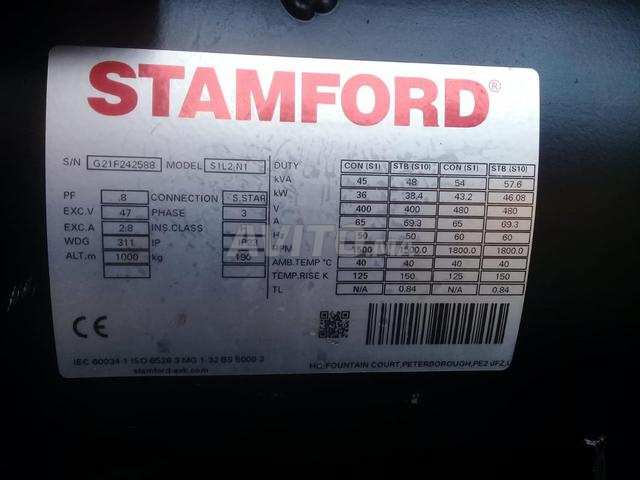 STAMFORD®
S/N G21F242588 MODEL S1L2.N1
PF .8 CONNECTION S.STAR
EXC.V 47 PHASE 3
EXC.A 2.8 INS.CLASS
WDG 311 IP IP23
ALT.m 1000 kg 190
DUTY CON (S1) STB (S10) CON (S1) STB (S10)
kVA 45 48 54 57.6
kW 36 38.4 43.2 46.08
V 400 400 480 480
A 65 69.3 65 69.3
Hz 50 50 60 60
RPM 1500 1500.0 1800.0 1800.0
AMB.TEMP °C 40 40 40 40
TEMP.RISE K 125 150 125 150
TL N/A 0.84 N/A 0.84
AVITO.ma
CE
IEC 60034-1 ISO 8528-3 MG 1-32 BS 5000-3
stamford-avk.com
FOUNTAIN COURT, PETERBOROUGH, PE2